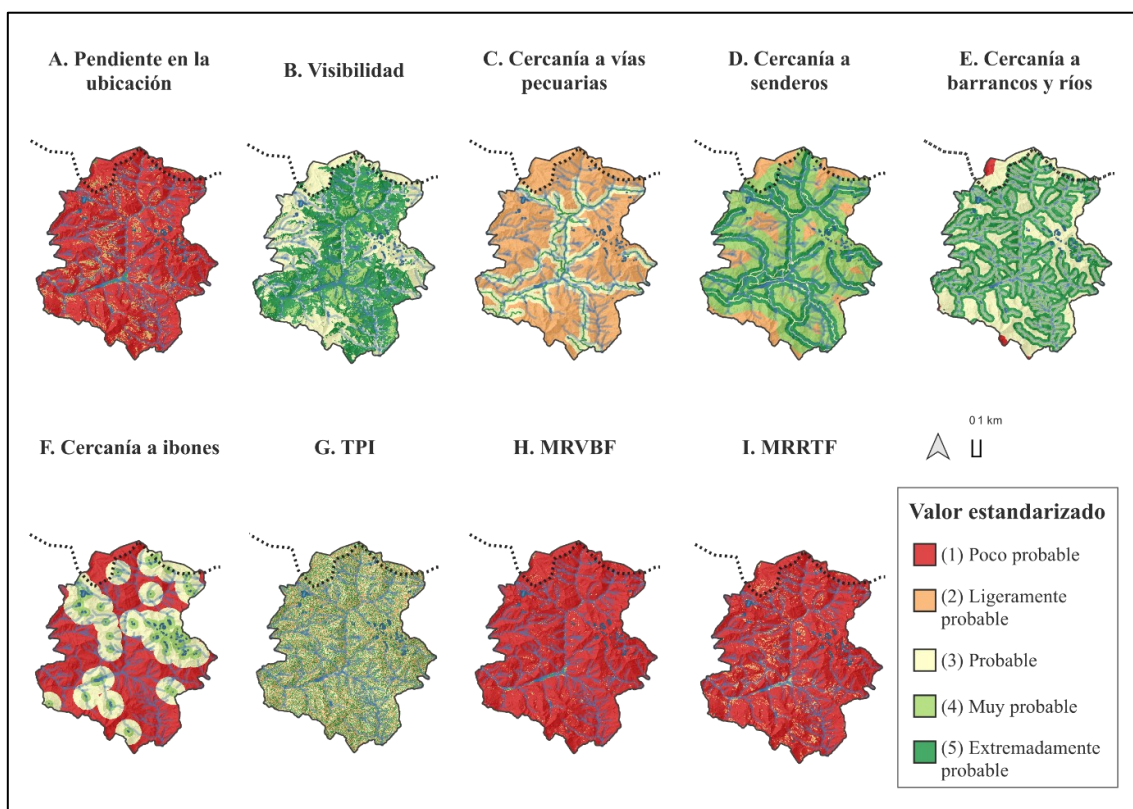 A. Pendiente en la
ubicación
B. Visibilidad
C. Cercanía a vías
pecuarias
D. Cercanía a
senderos
E. Cercanía a
barrancos y ríos
F. Cercanía a ibones
G. TPI
H. MRVBF
I. MRRTF
0 1 km
Valor estandarizado
(1) Poco probable
(2) Ligeramente
probable
(3) Probable
(4) Muy probable
(5) Extremadamente
probable